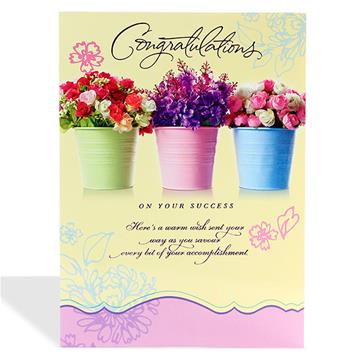 Congratulations
ON YOUR SUCCESS
Here's a warm wish sent your
way as you savour
every bit of your accomplishment.